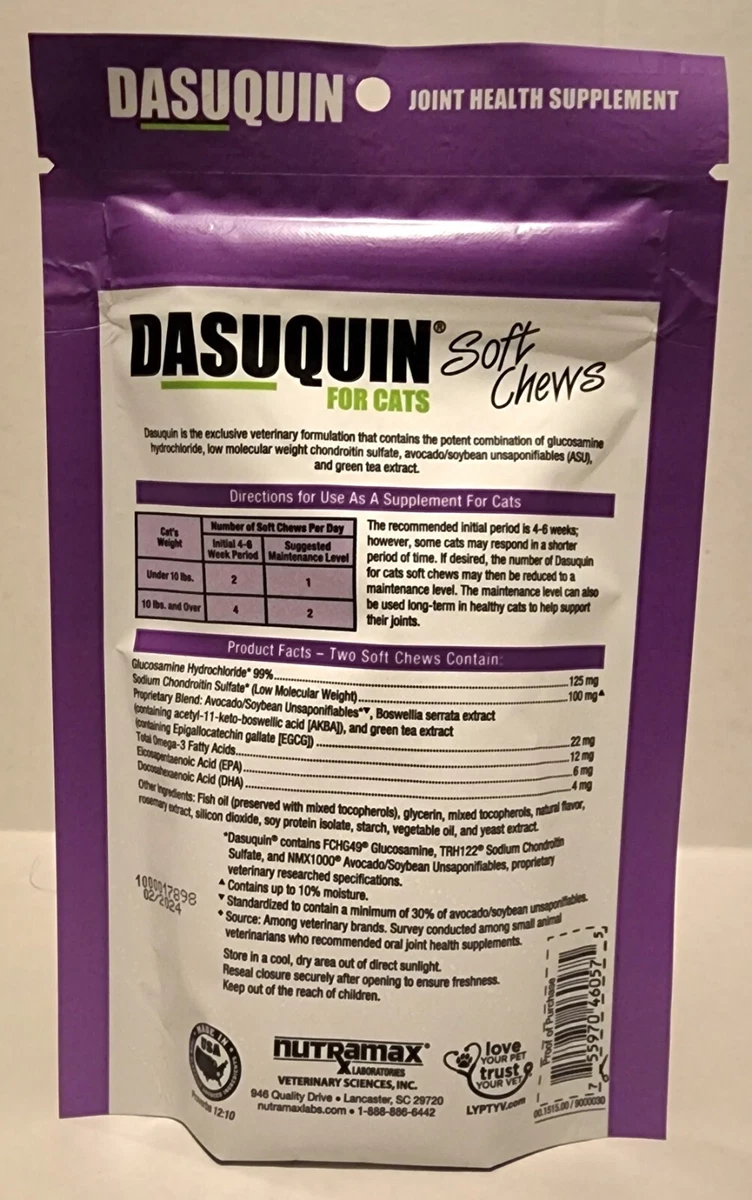 DASUQUIN JOINT HEALTH SUPPLEMENT
DASUQUIN® Soft Chews
FOR CATS
Dasuquin is the exclusive veterinary formulation that contains the potent combination of glucosamine
hydrochloride, low molecular weight chondroitin sulfate, avocado/soybean unsaponifiables (ASU),
and green tea extract.
Directions for Use As A Supplement For Cats
Cat's Weight
Number of Soft Chews Per Day
Initial 4-6 Week Period
Suggested Maintenance Level
Under 10 lbs. 2 1
10 lbs. and Over 4 2
The recommended initial period is 4-6 weeks;
however, some cats may respond in a shorter
period of time. If desired, the number of Dasuquin
for cats soft chews may then be reduced to a
maintenance level. The maintenance level can also
be used long-term in healthy cats to help support
their joints.
Product Facts – Two Soft Chews Contain:
Glucosamine Hydrochloride* 99%..........125 mg
Sodium Chondroitin Sulfate* (Low Molecular Weight)..........100 mg▲
Proprietary Blend: Avocado/Soybean Unsaponifiables*▼, Boswellia serrata extract
(containing acetyl-11-keto-boswellic acid [AKBA]), and green tea extract
(containing Epigallocatechin gallate [EGCG])..........22 mg
Total Omega-3 Fatty Acids..........12 mg
Eicosapentaenoic Acid (EPA)..........6 mg
Docosahexaenoic Acid (DHA)..........4 mg
Other Ingredients: Fish oil (preserved with mixed tocopherols), glycerin, mixed tocopherols, natural flavor,
rosemary extract, silicon dioxide, soy protein isolate, starch, vegetable oil, and yeast extract.
*Dasuquin® contains FCHG49® Glucosamine, TRH122® Sodium Chondroitin
Sulfate, and NMX1000® Avocado/Soybean Unsaponifiables, proprietary
veterinary researched specifications.
▲ Contains up to 10% moisture.
▼ Standardized to contain a minimum of 30% of avocado/soybean unsaponifiables.
♦ Source: Among veterinary brands. Survey conducted among small animal
veterinarians who recommended oral joint health supplements.
1000017898
02/2024
Store in a cool, dry area out of direct sunlight.
Reseal closure securely after opening to ensure freshness.
Keep out of the reach of children.
MADE IN
USA
Proverbs 12:10
nutramax®
LABORATORIES
VETERINARY SCIENCES, INC.
946 Quality Drive • Lancaster, SC 29720
nutramaxlabs.com • 1-888-886-6442
love
YOUR PET
trust
YOUR VET
LYPTYV.com
Proof of Purchase
7 55970 46057 5
00.1515.00 / 9000030